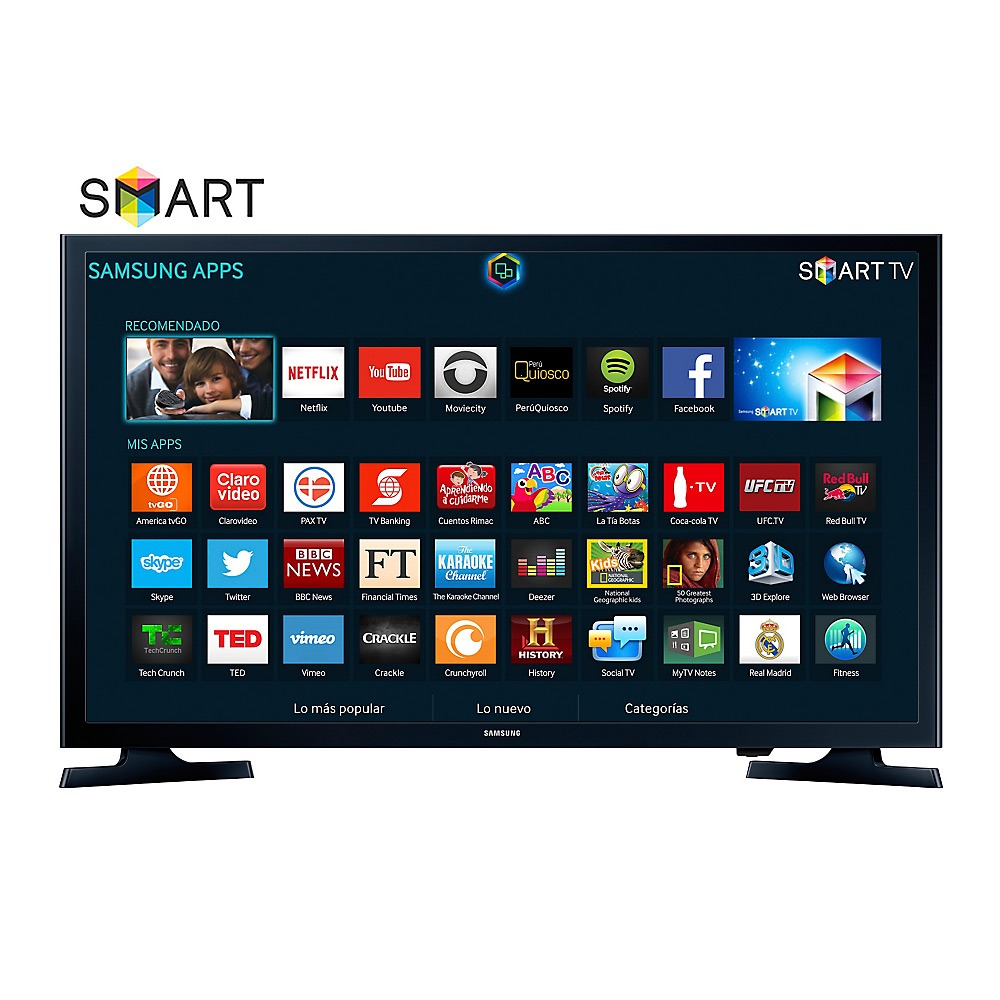 SMART
SAMSUNG APPS
SMART TV
RECOMENDADO
NETFLIX
You Tube
Perú Quiosco
Spotify
Samsung SMART TV
Netflix Youtube Moviecity PerúQuiosco Spotify Facebook
MIS APPS
tvGO Claro video Aprendiendo a cuidarme ABC ·TV UFC TV Red Bull TV
America tvGO Clarovideo PAX TV TV Banking Cuentos Rimac ABC La Tía Botas Coca-cola TV UFC.TV Red Bull TV
skype BBC NEWS FT The KARAOKE Channel Kids NATIONAL GEOGRAPHIC 3D
Skype Twitter BBC News Financial Times The Karaoke Channel Deezer National Geographic kids 50 Greatest Photographs 3D Explore Web Browser
TC TechCrunch TED vimeo CRACKLE H HISTORY
Tech Crunch TED Vimeo Crackle Crunchyroll History Social TV MyTV Notes Real Madrid Fitness
Lo más popular Lo nuevo Categorías
SAMSUNG